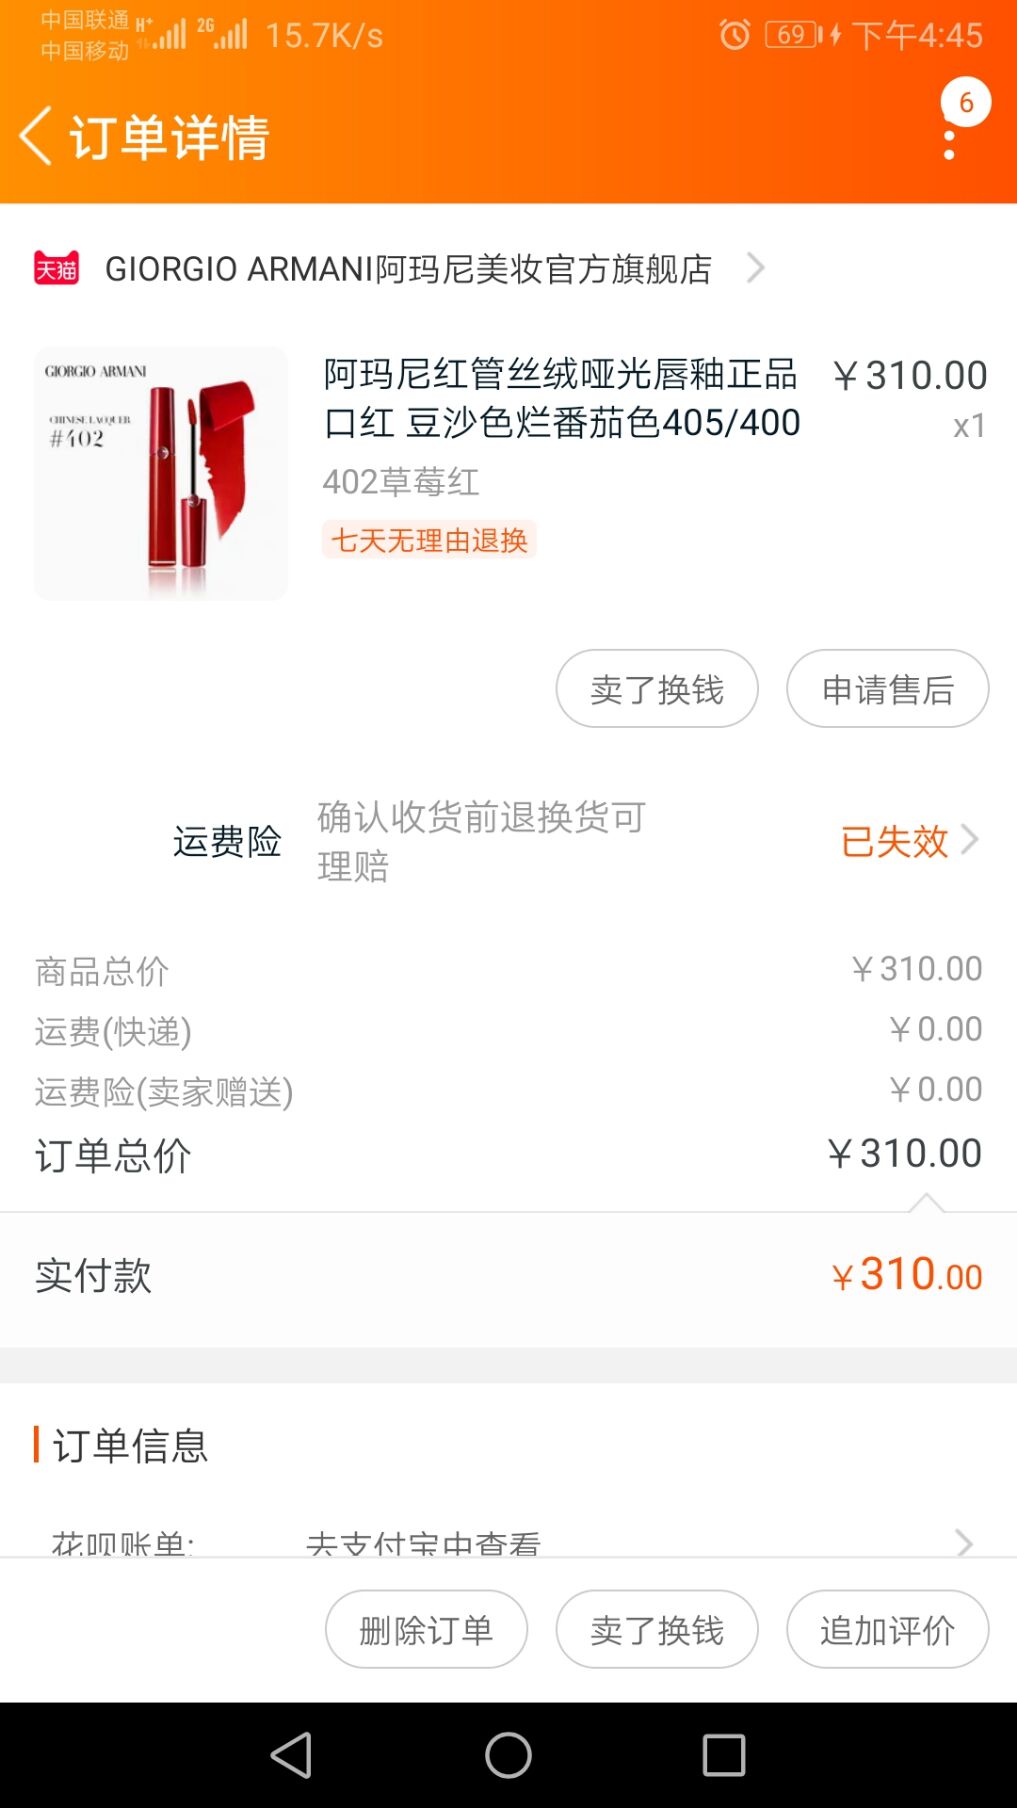 中国联通
中国移动
H+
2G
15.7K/s
69
下午4:45
订单详情
6
天猫
GIORGIO ARMANI阿玛尼美妆官方旗舰店
GIORGIO ARMANI
CHINESE LACQUER
#402
阿玛尼红管丝绒哑光唇釉正品
口红 豆沙色烂番茄色405/400
402草莓红
七天无理由退换
￥310.00
x1
卖了换钱
申请售后
运费险
确认收货前退换货可
理赔
已失效
商品总价 ￥310.00
运费(快递) ￥0.00
运费险(卖家赠送) ￥0.00
订单总价 ￥310.00
实付款 ￥310.00
订单信息
花呗账单: 去支付宝中查看
删除订单
卖了换钱
追加评价